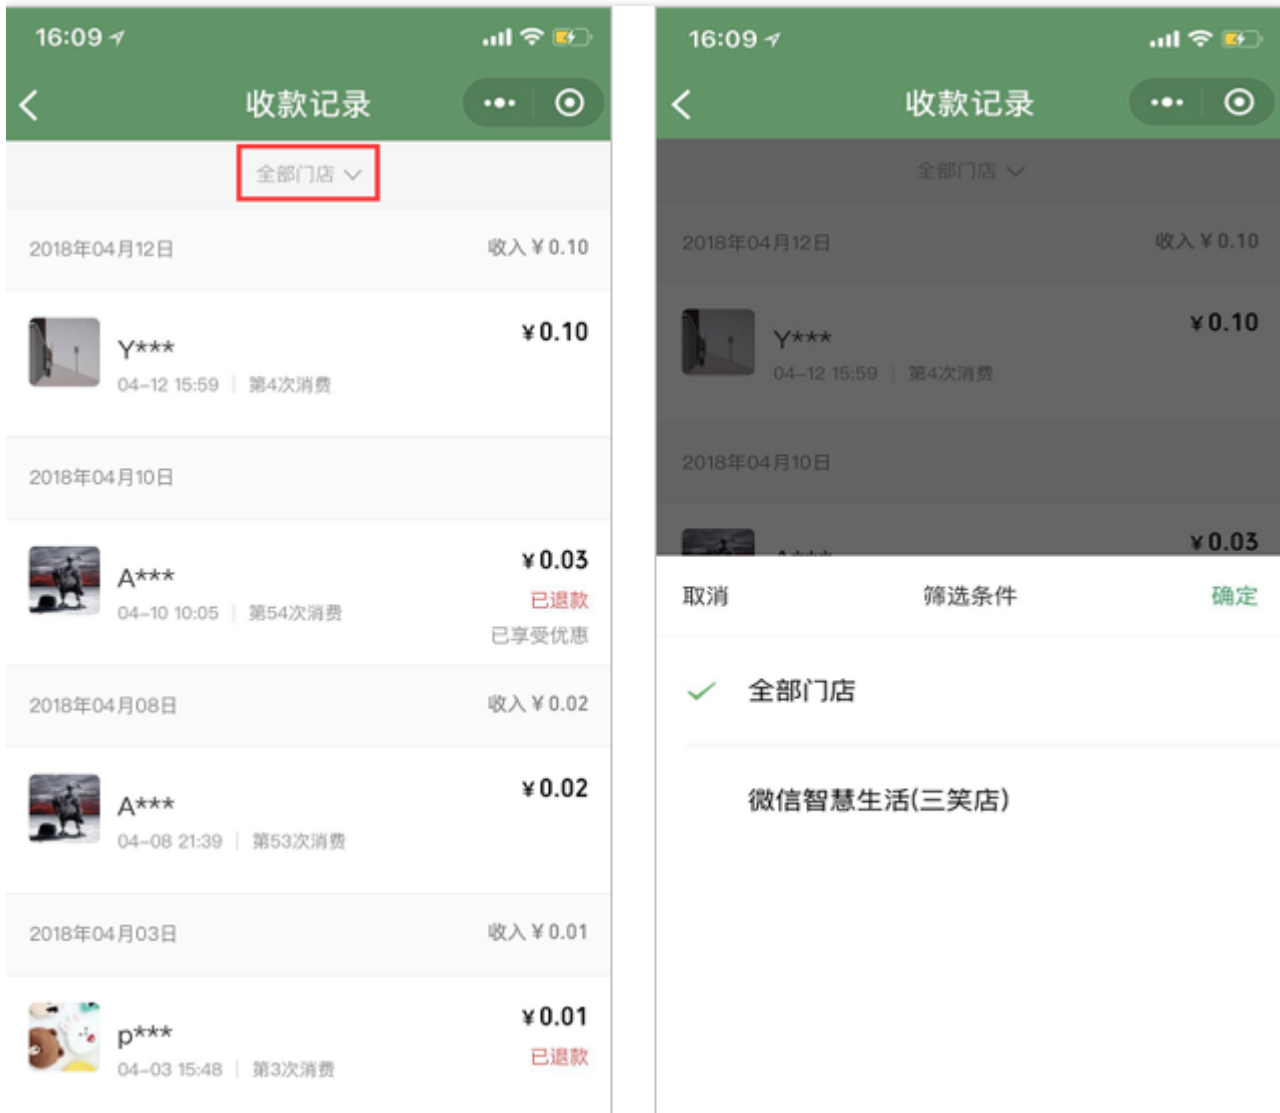 16:09
收款记录
全部门店
2018年04月12日 收入¥0.10
Y*** ¥0.10
04-12 15:59 | 第4次消费
2018年04月10日
A*** ¥0.03
04-10 10:05 | 第54次消费 已退款
已享受优惠
2018年04月08日 收入¥0.02
A*** ¥0.02
04-08 21:39 | 第53次消费
2018年04月03日 收入¥0.01
p*** ¥0.01
04-03 15:48 | 第3次消费 已退款
16:09
收款记录
全部门店
2018年04月12日 收入¥0.10
Y*** ¥0.10
04-12 15:59 | 第4次消费
2018年04月10日
¥0.03
取消 筛选条件 确定
全部门店
微信智慧生活(三笑店)